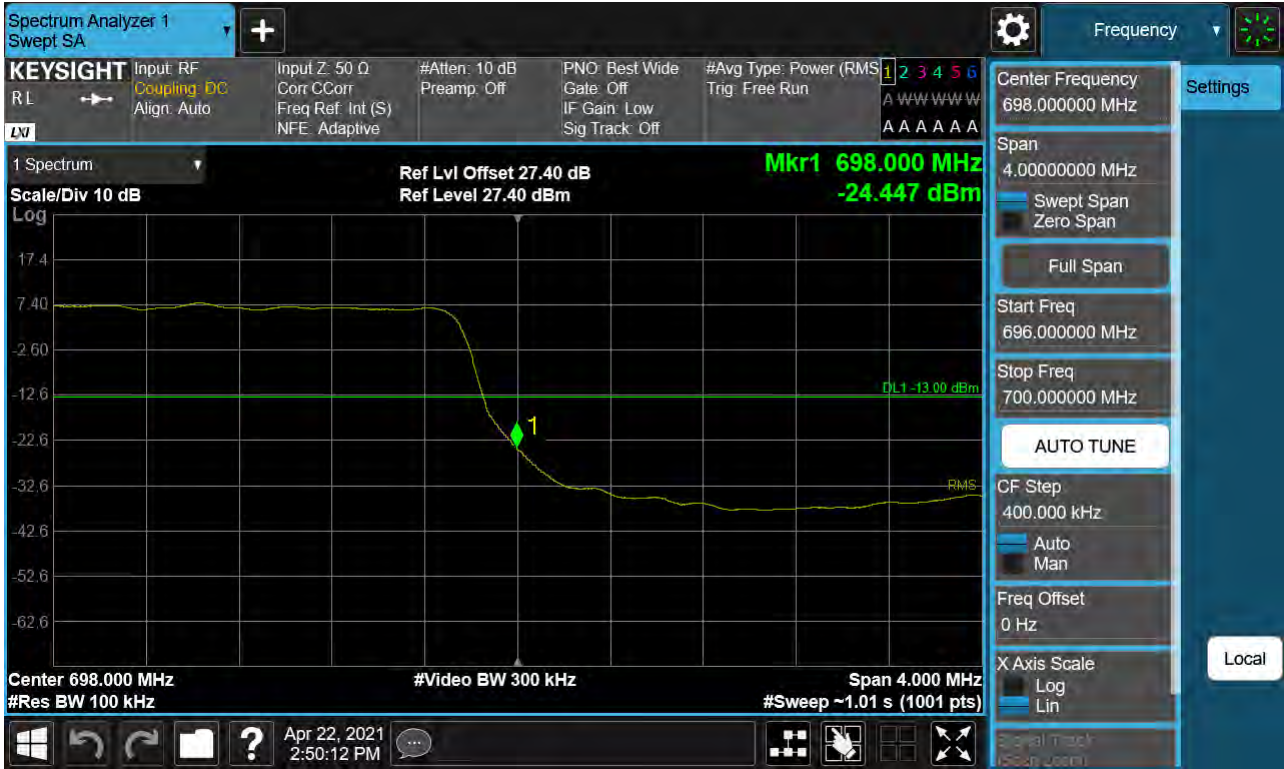 Spectrum Analyzer 1
Swept SA
+
Frequency
KEYSIGHT
RL
LXI
Input: RF
Coupling: DC
Align: Auto
Input Z: 50 Ω
Corr CCorr
Freq Ref: Int (S)
NFE: Adaptive
#Atten: 10 dB
Preamp: Off
PNO: Best Wide
Gate: Off
IF Gain: Low
Sig Track: Off
#Avg Type: Power (RMS
Trig: Free Run
1 2 3 4 5 6
A W W W W W
A A A A A A
1 Spectrum
Scale/Div 10 dB
Log
Ref Lvl Offset 27.40 dB
Ref Level 27.40 dBm
Mkr1 698.000 MHz
-24.447 dBm
17.4
7.40
-2.60
-12.6
-22.6
-32.6
-42.6
-52.6
-62.6
DL1 -13.00 dBm
1
RMS
Center 698.000 MHz
#Res BW 100 kHz
#Video BW 300 kHz
Span 4.000 MHz
#Sweep ~1.01 s (1001 pts)
Center Frequency
698.000000 MHz
Span
4.00000000 MHz
Swept Span
Zero Span
Full Span
Start Freq
696.000000 MHz
Stop Freq
700.000000 MHz
AUTO TUNE
CF Step
400.000 kHz
Auto
Man
Freq Offset
0 Hz
X Axis Scale
Log
Lin
Signal Track
(Span Zoom)
Settings
Local
?
Apr 22, 2021
2:50:12 PM